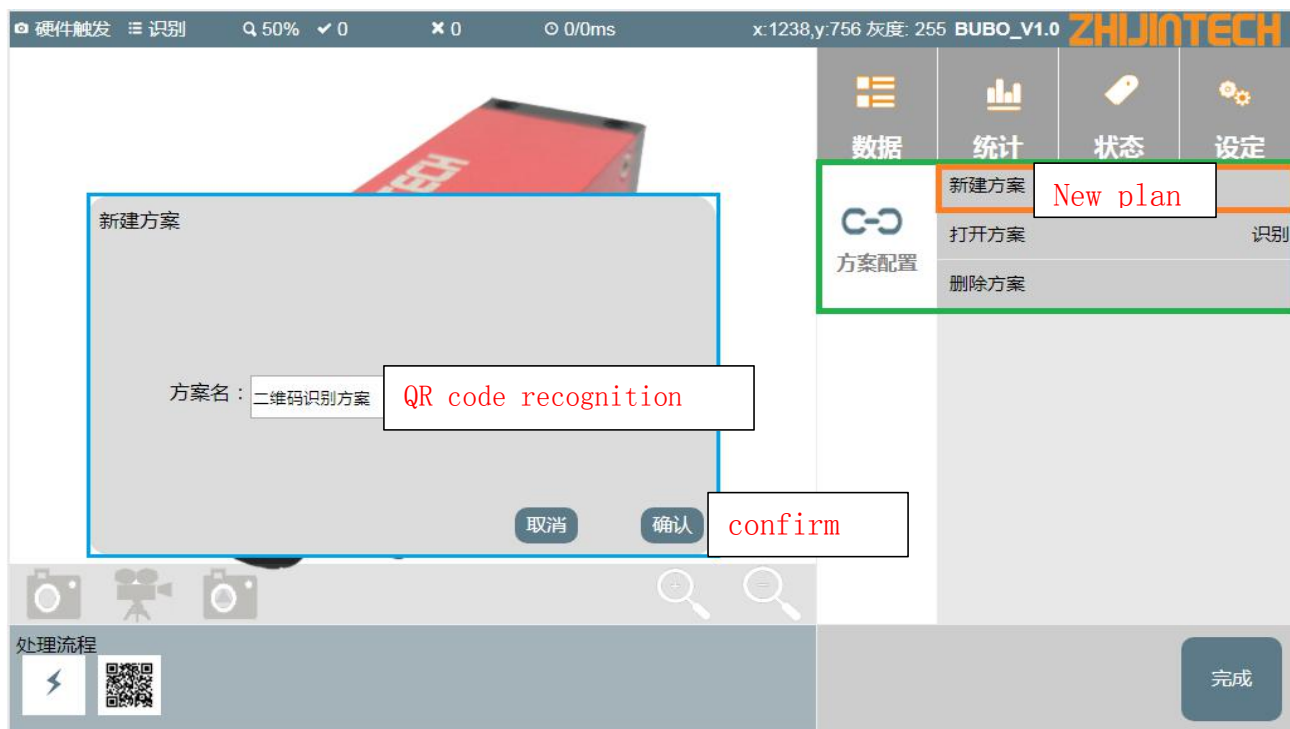 硬件触发 识别 50% 0 0 0/0ms x:1238,y:756 灰度: 255 BUBO_V1.0 ZHIJINTECH
数据 统计 状态 设定
新建方案 New plan
打开方案 识别
删除方案
方案配置
新建方案
方案名：二维码识别方案 QR code recognition
取消 确认 confirm
处理流程
完成